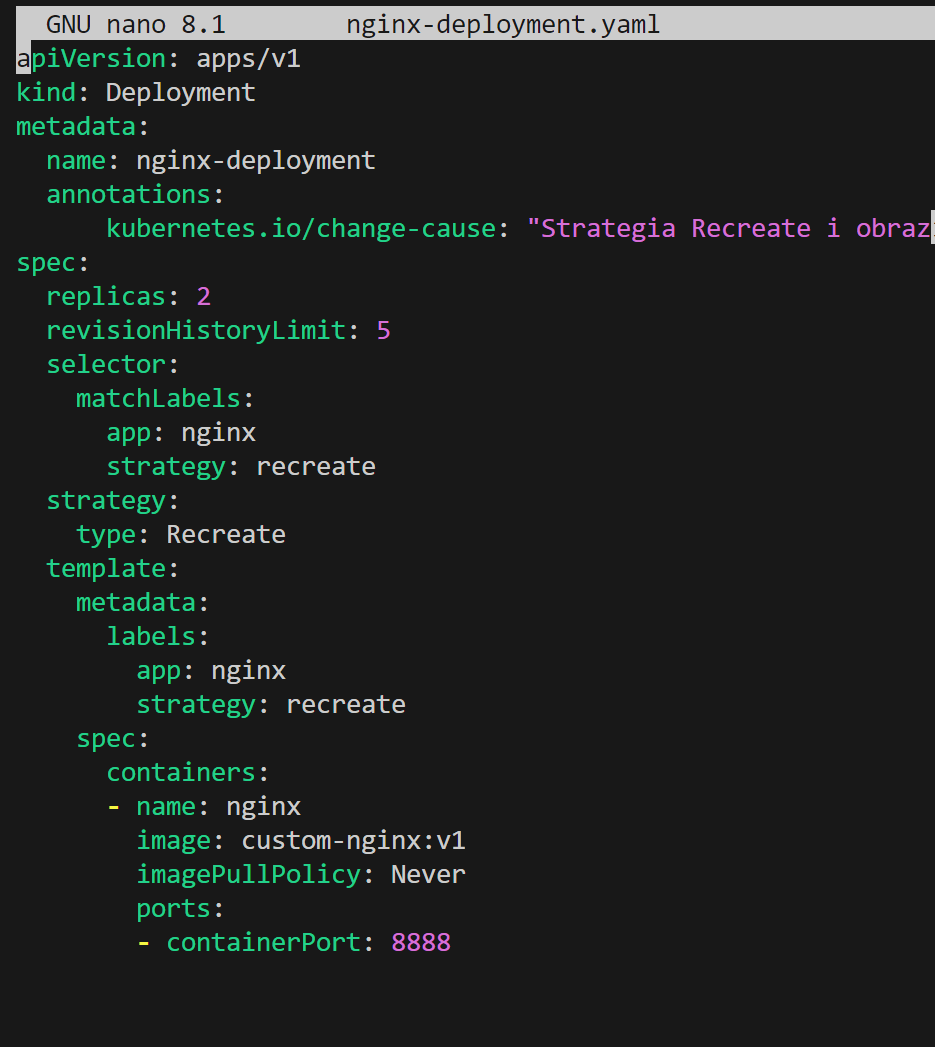 GNU nano 8.1 nginx-deployment.yaml
apiVersion: apps/v1
kind: Deployment
metadata:
  name: nginx-deployment
  annotations:
      kubernetes.io/change-cause: "Strategia Recreate i obraz
spec:
  replicas: 2
  revisionHistoryLimit: 5
  selector:
    matchLabels:
      app: nginx
      strategy: recreate
  strategy:
    type: Recreate
  template:
    metadata:
      labels:
        app: nginx
        strategy: recreate
    spec:
      containers:
      - name: nginx
        image: custom-nginx:v1
        imagePullPolicy: Never
        ports:
        - containerPort: 8888